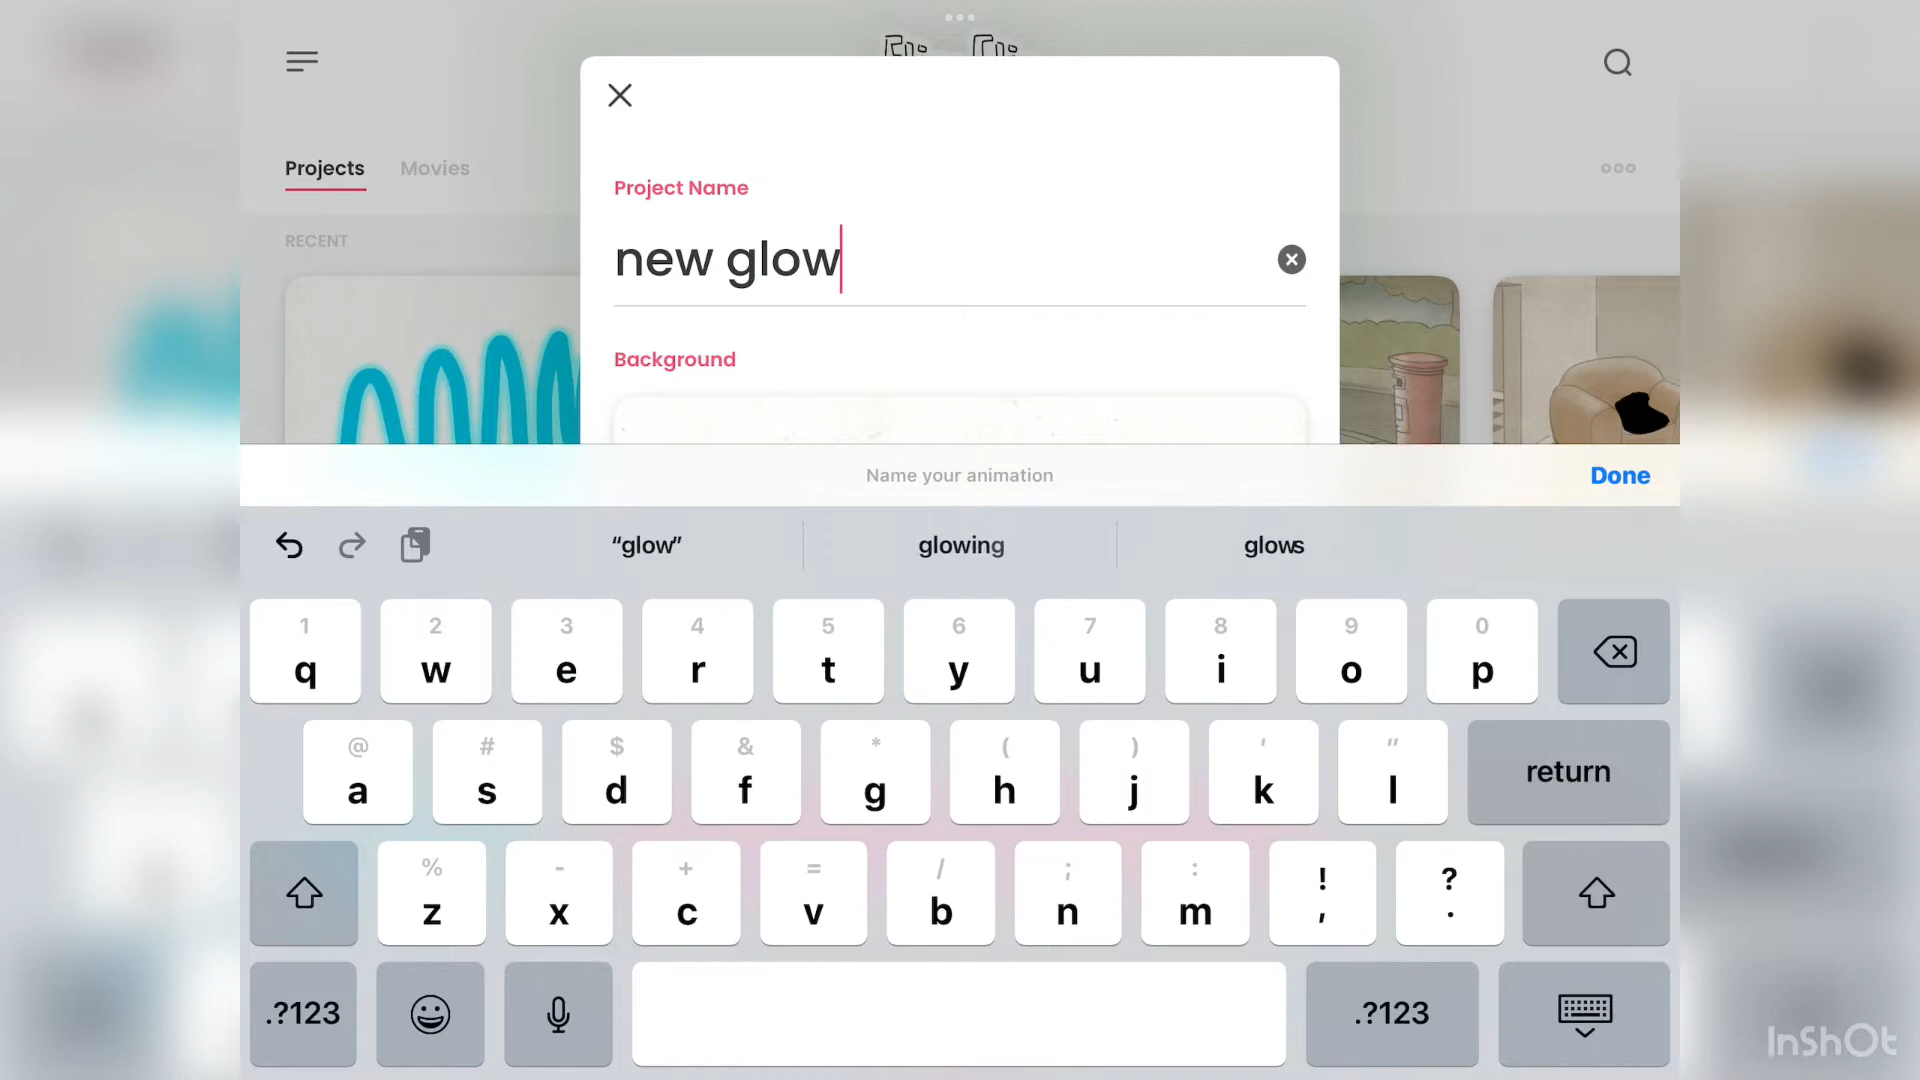 Projects
Movies
RECENT
Project Name
new glow
Background
Name your animation
Done
“glow”
glowing
glows
1 2 3 4 5 6 7 8 9 0
q w e r t y u i o p
@ # $ & * ( ) ' "
a s d f g h j k l
return
% - + = / ; : ! ?
z x c v b n m , .
.?123
.?123
InShOt